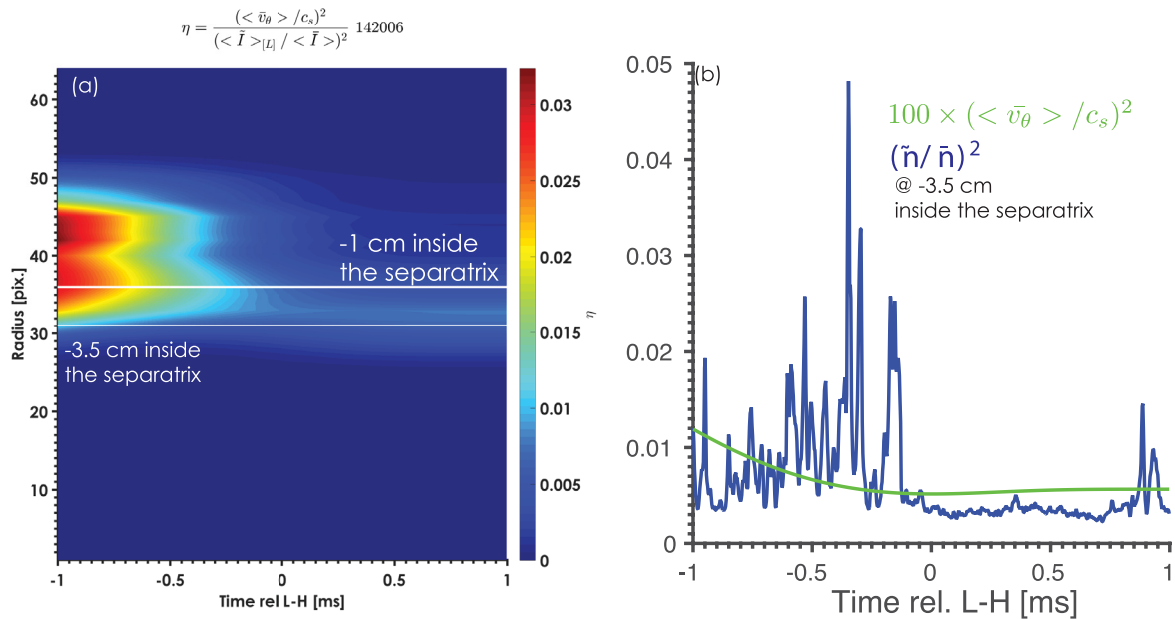 η = (< ṽ̄_θ > /c_s)² / (< Ĩ >_[L] / < Ī >)² 142006
(a)
-1 cm inside
the separatrix
-3.5 cm inside
the separatrix
60
50
40
30
20
10
Radius [pix.]
-1
-0.5
0
0.5
1
Time rel L-H [ms]
0.03
0.025
0.02
0.015
0.01
0.005
0
η
(b)
100 × (< v̄_θ > /c_s)²
(ñ/ n̄)²
@ -3.5 cm
inside the separatrix
0.05
0.04
0.03
0.02
0.01
0
-1
-0.5
0
0.5
1
Time rel. L-H [ms]